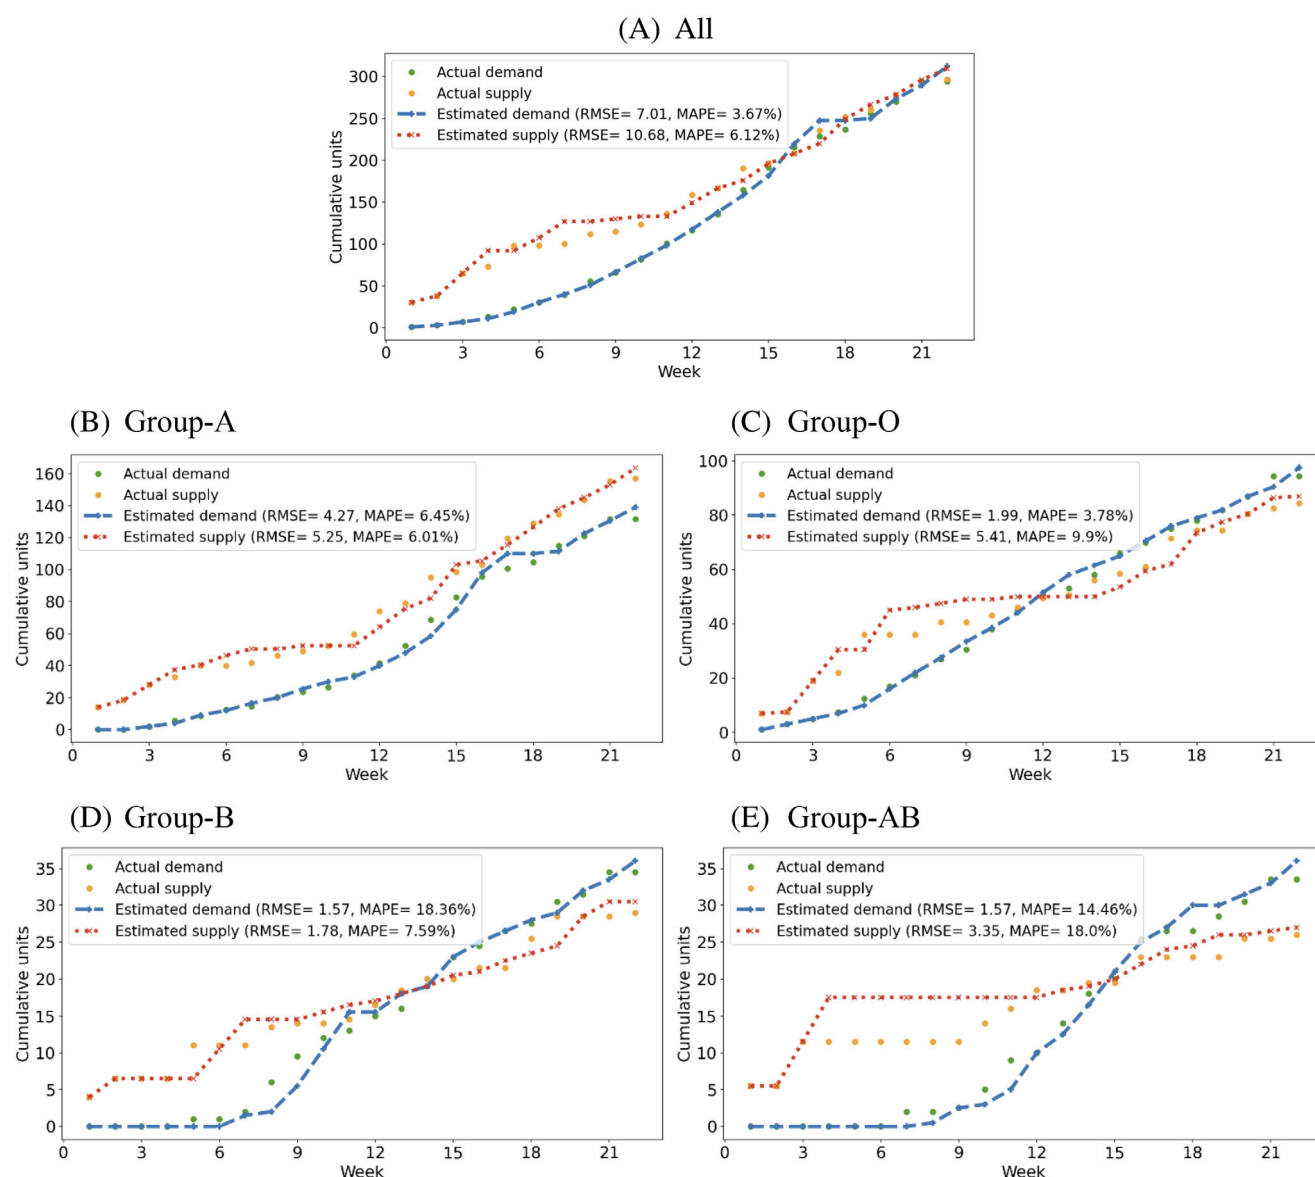 (A) All
Actual demand
Actual supply
Estimated demand (RMSE= 7.01, MAPE= 3.67%)
Estimated supply (RMSE= 10.68, MAPE= 6.12%)
Cumulative units
300
250
200
150
100
50
0
0 3 6 9 12 15 18 21
Week
(B) Group-A
Actual demand
Actual supply
Estimated demand (RMSE= 4.27, MAPE= 6.45%)
Estimated supply (RMSE= 5.25, MAPE= 6.01%)
Cumulative units
160
140
120
100
80
60
40
20
0
0 3 6 9 12 15 18 21
Week
(C) Group-O
Actual demand
Actual supply
Estimated demand (RMSE= 1.99, MAPE= 3.78%)
Estimated supply (RMSE= 5.41, MAPE= 9.9%)
Cumulative units
100
80
60
40
20
0
0 3 6 9 12 15 18 21
Week
(D) Group-B
Actual demand
Actual supply
Estimated demand (RMSE= 1.57, MAPE= 18.36%)
Estimated supply (RMSE= 1.78, MAPE= 7.59%)
Cumulative units
35
30
25
20
15
10
5
0
0 3 6 9 12 15 18 21
Week
(E) Group-AB
Actual demand
Actual supply
Estimated demand (RMSE= 1.57, MAPE= 14.46%)
Estimated supply (RMSE= 3.35, MAPE= 18.0%)
Cumulative units
35
30
25
20
15
10
5
0
0 3 6 9 12 15 18 21
Week